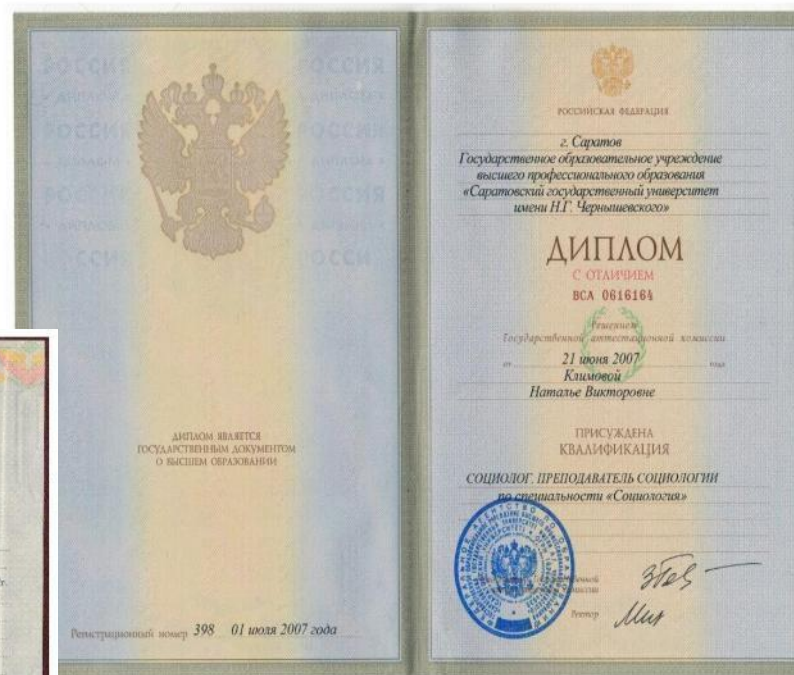 РОССИЯ
РОССИЯ
ДИПЛОМ ЯВЛЯЕТСЯ
ГОСУДАРСТВЕННЫМ ДОКУМЕНТОМ
О ВЫСШЕМ ОБРАЗОВАНИИ
Регистрационный номер 398 01 июля 2007 года
РОССИЙСКАЯ ФЕДЕРАЦИЯ
г. Саратов
Государственное образовательное учреждение
высшего профессионального образования
«Саратовский государственный университет
имени Н.Г. Чернышевского»
ДИПЛОМ
С ОТЛИЧИЕМ
ВСА 0616164
Решением
Государственной аттестационной комиссии
от 21 июня 2007 года
Климовой
Наталье Викторовне
ПРИСУЖДЕНА
КВАЛИФИКАЦИЯ
СОЦИОЛОГ. ПРЕПОДАВАТЕЛЬ СОЦИОЛОГИИ
по специальности «Социология»
Ректор